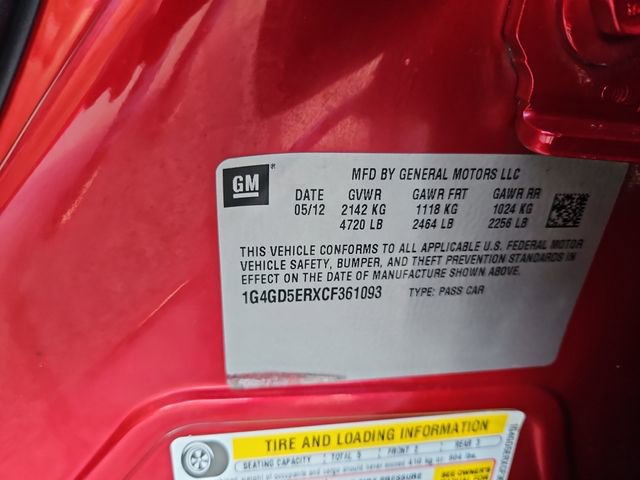 GM ®
MFD BY GENERAL MOTORS LLC
DATE GVWR GAWR FRT GAWR RR
05/12 2142 KG 1118 KG 1024 KG
4720 LB 2464 LB 2256 LB
THIS VEHICLE CONFORMS TO ALL APPLICABLE U.S. FEDERAL MOTOR
VEHICLE SAFETY, BUMPER, AND THEFT PREVENTION STANDARDS IN
EFFECT ON THE DATE OF MANUFACTURE SHOWN ABOVE.
1G4GD5ERXCF361093 TYPE: PASS CAR
TIRE AND LOADING INFORMATION
SEATING CAPACITY TOTAL 5 FRONT 2 REAR 3